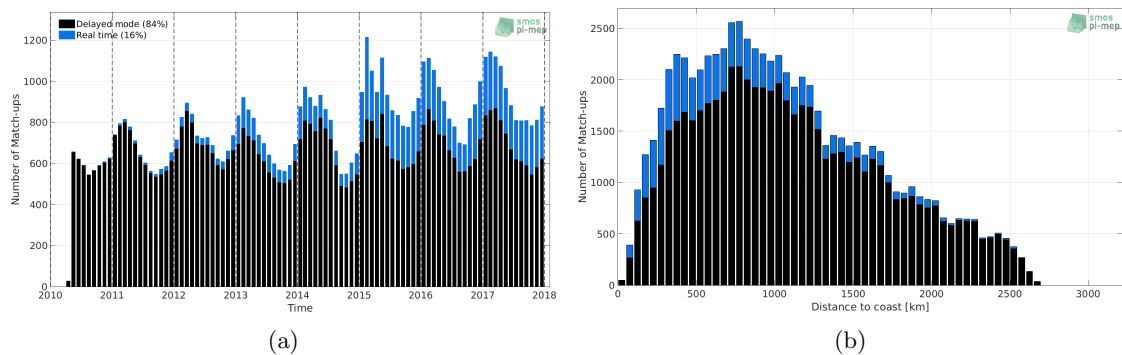 Delayed mode (84%)
Real time (16%)
smos
pi-mep
Number of Match-ups
1200
1000
800
600
400
200
0
2010 2011 2012 2013 2014 2015 2016 2017 2018
Time
(a)
smos
pi-mep
Number of Match-ups
2500
2000
1500
1000
500
0
0 500 1000 1500 2000 2500 3000
Distance to coast [km]
(b)